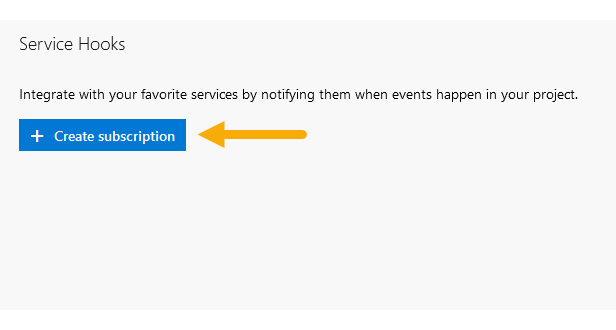 Service Hooks
Integrate with your favorite services by notifying them when events happen in your project.
+ Create subscription